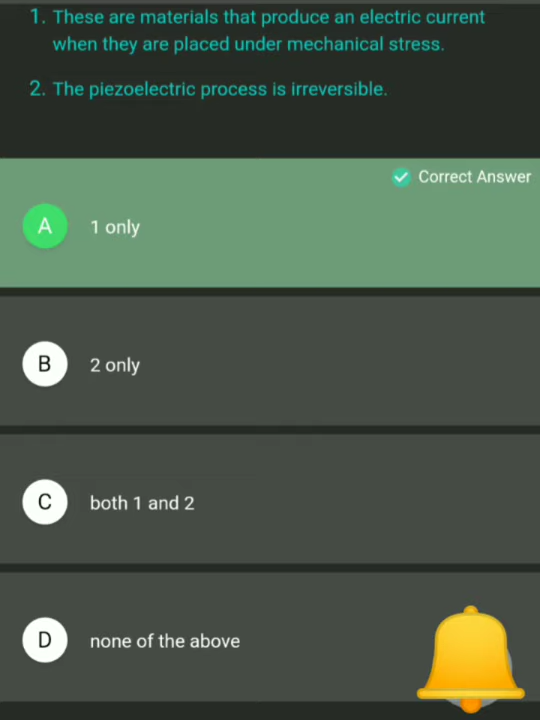 1. These are materials that produce an electric current
when they are placed under mechanical stress.
2. The piezoelectric process is irreversible.
Correct Answer
A 1 only
B 2 only
C both 1 and 2
D none of the above